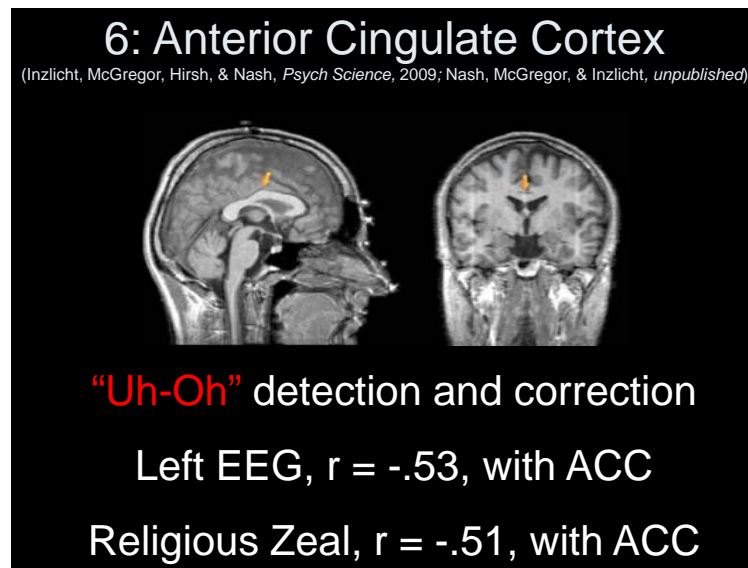 6: Anterior Cingulate Cortex
(Inzlicht, McGregor, Hirsh, & Nash, Psych Science, 2009; Nash, McGregor, & Inzlicht, unpublished)
“Uh-Oh” detection and correction
Left EEG, r = -.53, with ACC
Religious Zeal, r = -.51, with ACC